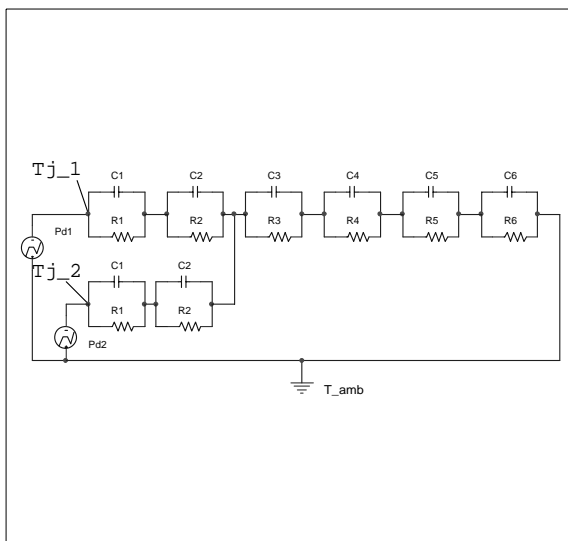 Tj_1
C1 C2 C3 C4 C5 C6
R1 R2 R3 R4 R5 R6
Pd1
Tj_2
C1 C2
R1 R2
Pd2
T_amb